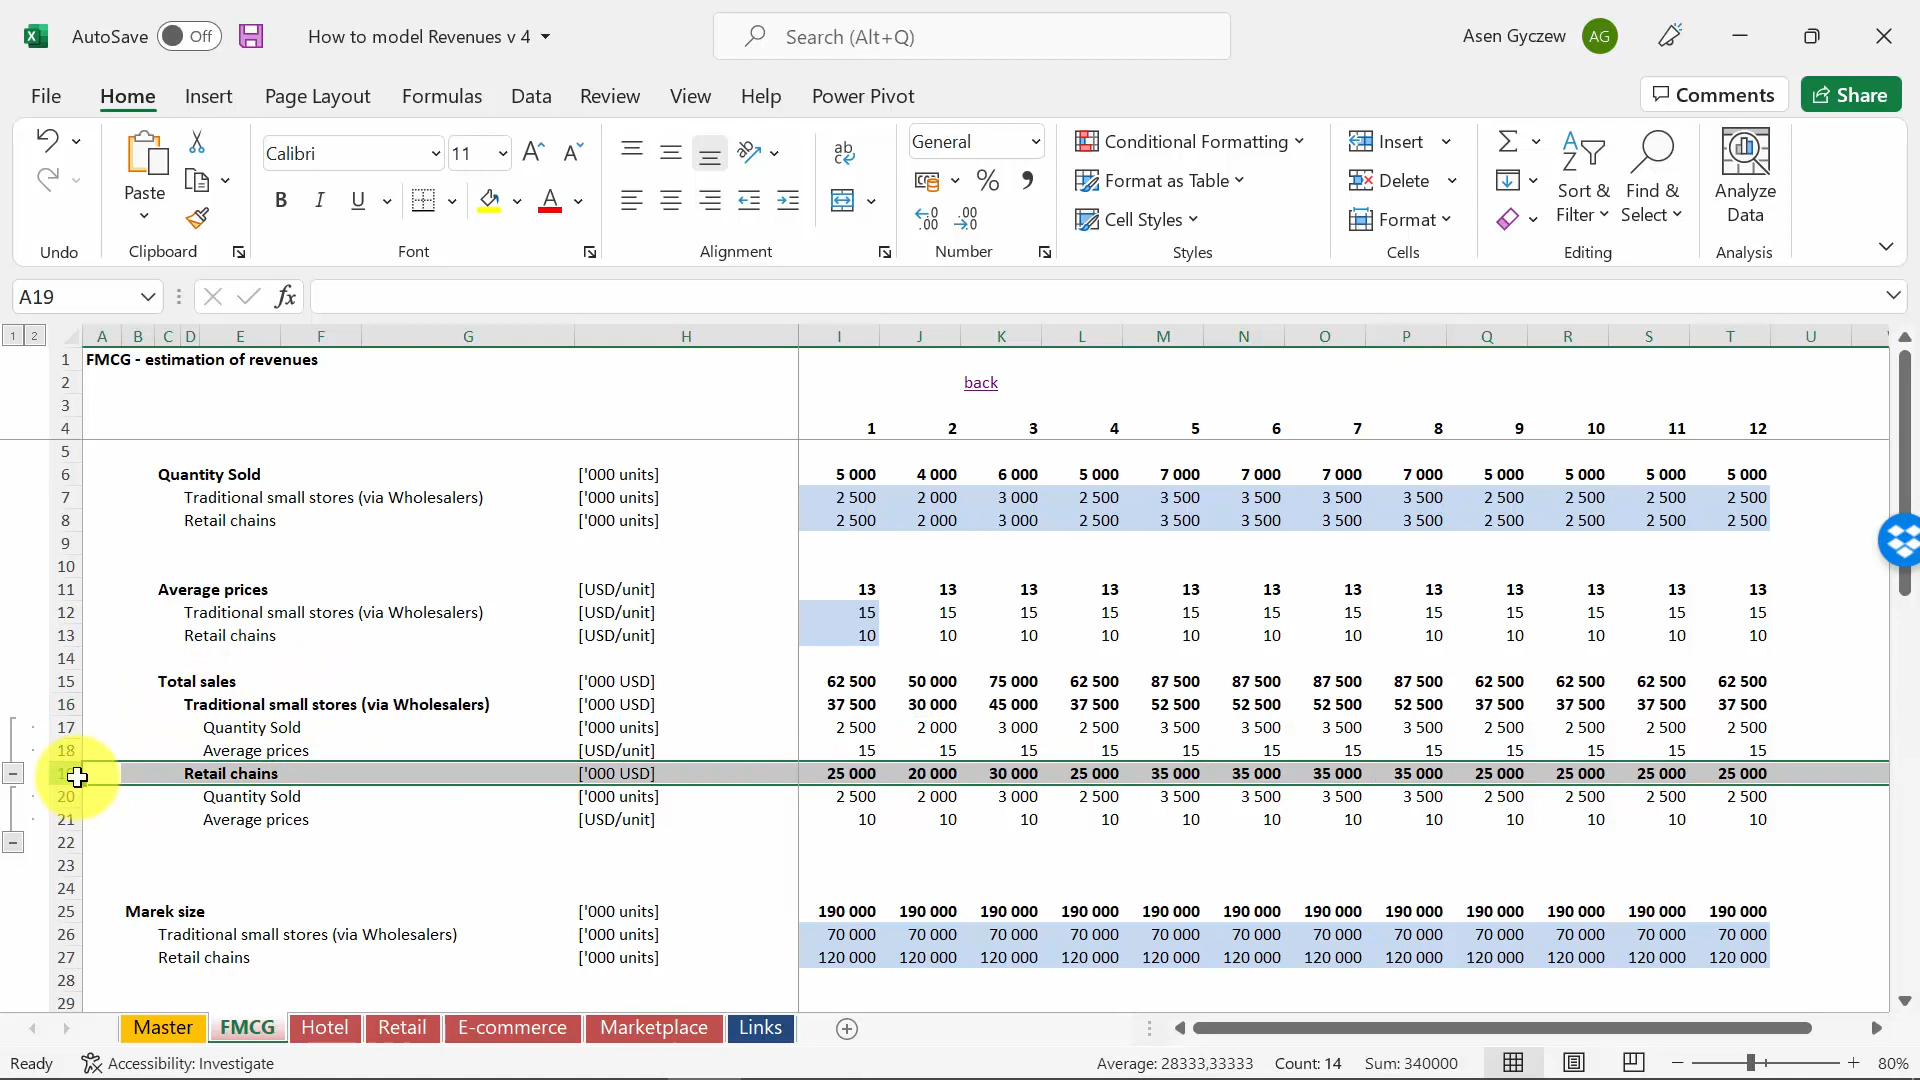 AutoSave Off How to model Revenues v 4 Search (Alt+Q) Asen Gyczew AG
File Home Insert Page Layout Formulas Data Review View Help Power Pivot Comments Share
Calibri 11 General Conditional Formatting Insert
Paste Format as Table Delete Sort & Filter Find & Select Analyze Data
B I U A % Cell Styles Format
Undo Clipboard Font Alignment Number Styles Cells Editing Analysis
A19 fx
1 2 A B C D E F G H I J K L M N O P Q R S T U
1 FMCG - estimation of revenues
2 back
3
4 1 2 3 4 5 6 7 8 9 10 11 12
5
6 Quantity Sold ['000 units] 5 000 4 000 6 000 5 000 7 000 7 000 7 000 7 000 5 000 5 000 5 000 5 000
7 Traditional small stores (via Wholesalers) ['000 units] 2 500 2 000 3 000 2 500 3 500 3 500 3 500 3 500 2 500 2 500 2 500 2 500
8 Retail chains ['000 units] 2 500 2 000 3 000 2 500 3 500 3 500 3 500 3 500 2 500 2 500 2 500 2 500
9
10
11 Average prices [USD/unit] 13 13 13 13 13 13 13 13 13 13 13 13
12 Traditional small stores (via Wholesalers) [USD/unit] 15 15 15 15 15 15 15 15 15 15 15 15
13 Retail chains [USD/unit] 10 10 10 10 10 10 10 10 10 10 10 10
14
15 Total sales ['000 USD] 62 500 50 000 75 000 62 500 87 500 87 500 87 500 87 500 62 500 62 500 62 500 62 500
16 Traditional small stores (via Wholesalers) ['000 USD] 37 500 30 000 45 000 37 500 52 500 52 500 52 500 52 500 37 500 37 500 37 500 37 500
17 Quantity Sold ['000 units] 2 500 2 000 3 000 2 500 3 500 3 500 3 500 3 500 2 500 2 500 2 500 2 500
18 Average prices [USD/unit] 15 15 15 15 15 15 15 15 15 15 15 15
Retail chains ['000 USD] 25 000 20 000 30 000 25 000 35 000 35 000 35 000 35 000 25 000 25 000 25 000 25 000
20 Quantity Sold ['000 units] 2 500 2 000 3 000 2 500 3 500 3 500 3 500 3 500 2 500 2 500 2 500 2 500
21 Average prices [USD/unit] 10 10 10 10 10 10 10 10 10 10 10 10
22
23
24
25 Marek size ['000 units] 190 000 190 000 190 000 190 000 190 000 190 000 190 000 190 000 190 000 190 000 190 000 190 000
26 Traditional small stores (via Wholesalers) ['000 units] 70 000 70 000 70 000 70 000 70 000 70 000 70 000 70 000 70 000 70 000 70 000 70 000
27 Retail chains ['000 units] 120 000 120 000 120 000 120 000 120 000 120 000 120 000 120 000 120 000 120 000 120 000 120 000
28
29
Master FMCG Hotel Retail E-commerce Marketplace Links
Ready Accessibility: Investigate Average: 28333,33333 Count: 14 Sum: 340000 80%